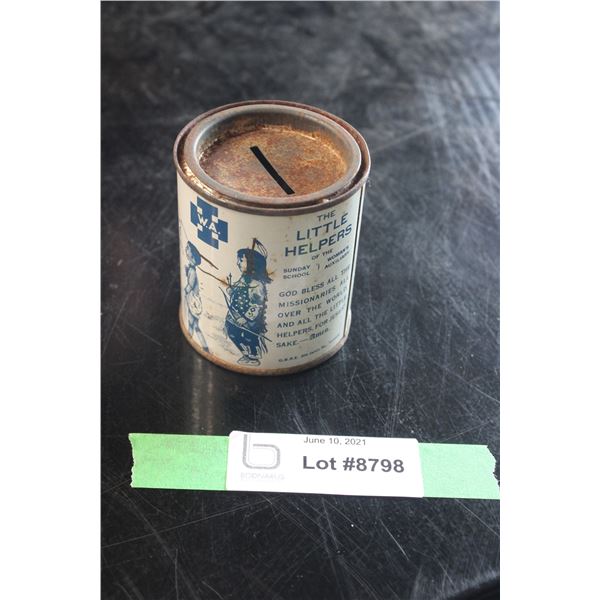 W.A.
THE
LITTLE
HELPERS
OF THE
SUNDAY WOMAN'S
SCHOOL AUXILIARY
GOD BLESS ALL THE
MISSIONARIES ALL
OVER THE WORLD
AND ALL THE LITTLE
HELPERS, FOR JESUS
SAKE—Amen.
June 10, 2021
Lot #8798
BODNARUS